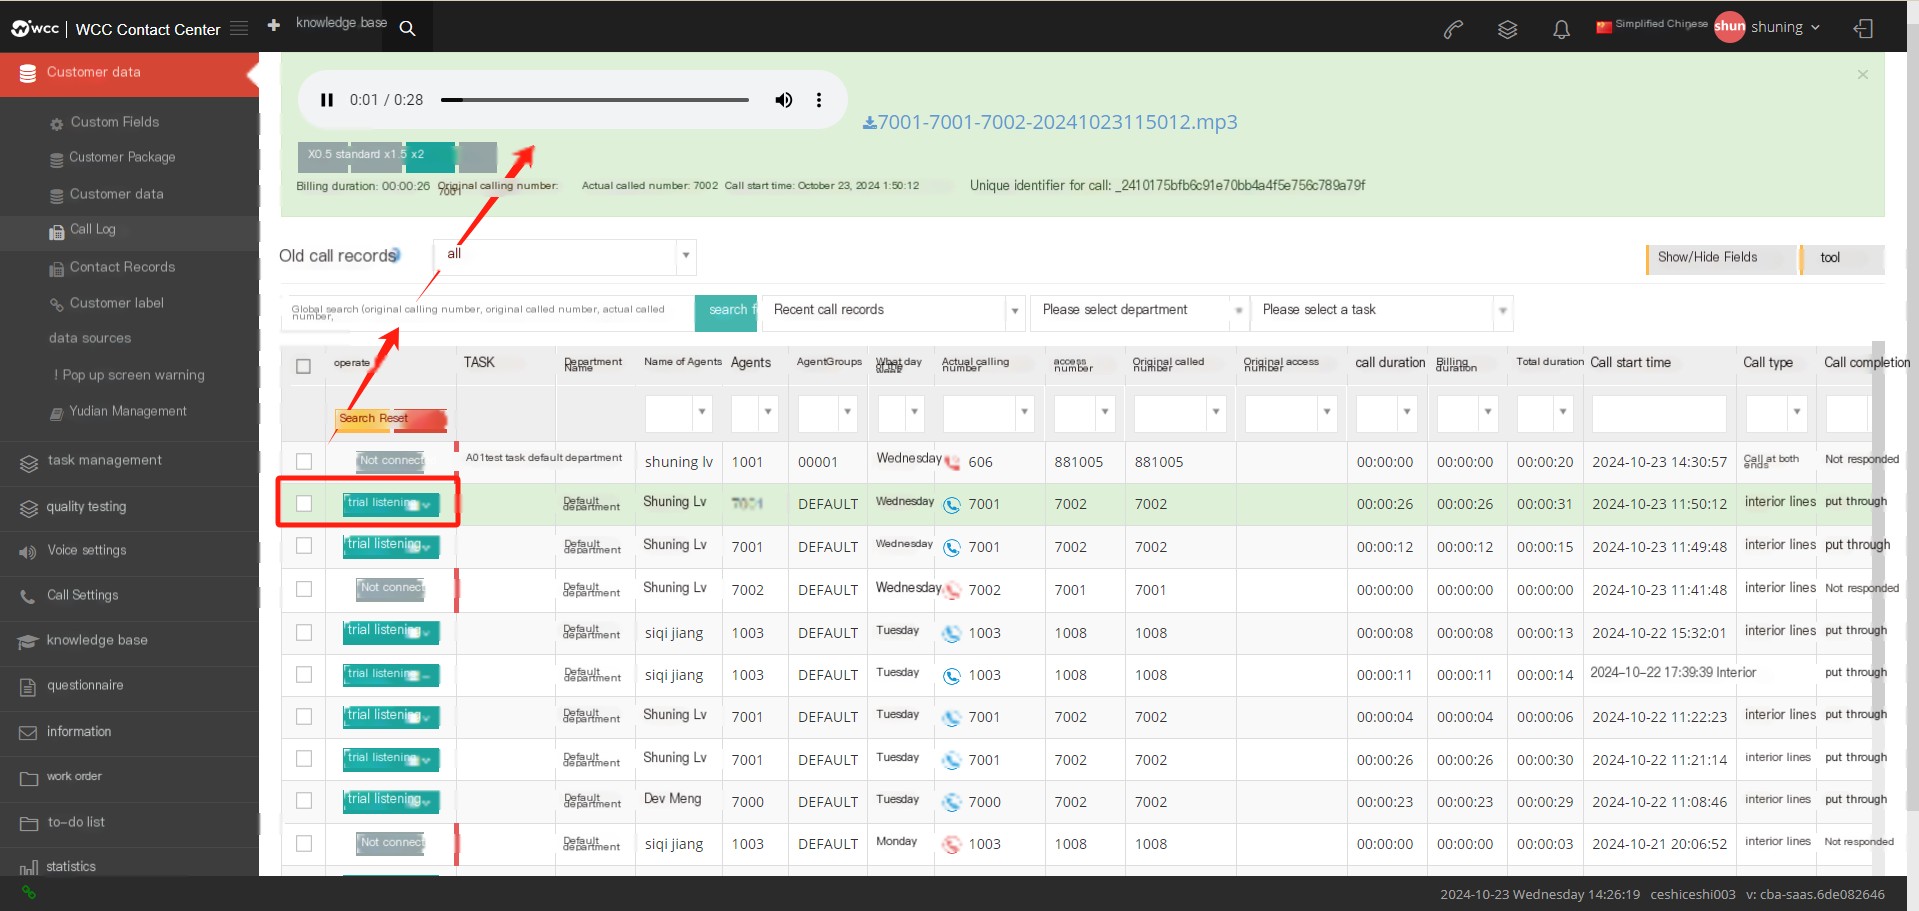 wcc | WCC Contact Center
knowledge base
Simplified Chinese
shun shuning
Customer data
Custom Fields
Customer Package
Customer data
Call Log
Contact Records
Customer label
data sources
! Pop up screen warning
Yudian Management
task management
quality testing
Voice settings
Call Settings
knowledge base
questionnaire
information
work order
to-do list
statistics
0:01 / 0:28
7001-7001-7002-20241023115012.mp3
X0.5 standard x1.5 x2
Billing duration: 00:00:26 Original calling number: 7001 Actual called number: 7002 Call start time: October 23, 2024 1:50:12 Unique identifier for call: _2410175bfb6c91e70bb4a4f5e756c789a79f
Old call records all Show/Hide Fields tool
Global search (original calling number, original called number, actual called number, search f Recent call records Please select department Please select a task
operate TASK Department Name Name of Agents Agents AgentGroups What day of the week Actual calling number access number Original called number Original access number call duration Billing duration Total duration Call start time Call type Call completion
Search Reset
Not connect A01test task default department shuning lv 1001 00001 Wednesday 606 881005 881005 00:00:00 00:00:00 00:00:20 2024-10-23 14:30:57 Call at both ends Not responded
trial listening Default department Shuning Lv 7001 DEFAULT Wednesday 7001 7002 7002 00:00:26 00:00:26 00:00:31 2024-10-23 11:50:12 interior lines put through
trial listening Default department Shuning Lv 7001 DEFAULT Wednesday 7001 7002 7002 00:00:12 00:00:12 00:00:15 2024-10-23 11:49:48 interior lines put through
Not connect Default department Shuning Lv 7002 DEFAULT Wednesday 7002 7001 7001 00:00:00 00:00:00 00:00:00 2024-10-23 11:41:48 interior lines Not responded
trial listening Default department siqi jiang 1003 DEFAULT Tuesday 1003 1008 1008 00:00:08 00:00:08 00:00:13 2024-10-22 15:32:01 interior lines put through
trial listening Default department siqi jiang 1003 DEFAULT Tuesday 1003 1008 1008 00:00:11 00:00:11 00:00:14 2024-10-22 17:39:39 Interior put through
trial listening Default department Shuning Lv 7001 DEFAULT Tuesday 7001 7002 7002 00:00:04 00:00:04 00:00:06 2024-10-22 11:22:23 interior lines put through
trial listening Default department Shuning Lv 7001 DEFAULT Tuesday 7001 7002 7002 00:00:26 00:00:26 00:00:30 2024-10-22 11:21:14 interior lines put through
trial listening Default department Dev Meng 7000 DEFAULT Tuesday 7000 7002 7002 00:00:23 00:00:23 00:00:29 2024-10-22 11:08:46 interior lines put through
Not connect Default department siqi jiang 1003 DEFAULT Monday 1003 1008 1008 00:00:00 00:00:00 00:00:03 2024-10-21 20:06:52 interior lines Not responded
2024-10-23 Wednesday 14:26:19 ceshiceshi003 v: cba-saas.6de082646